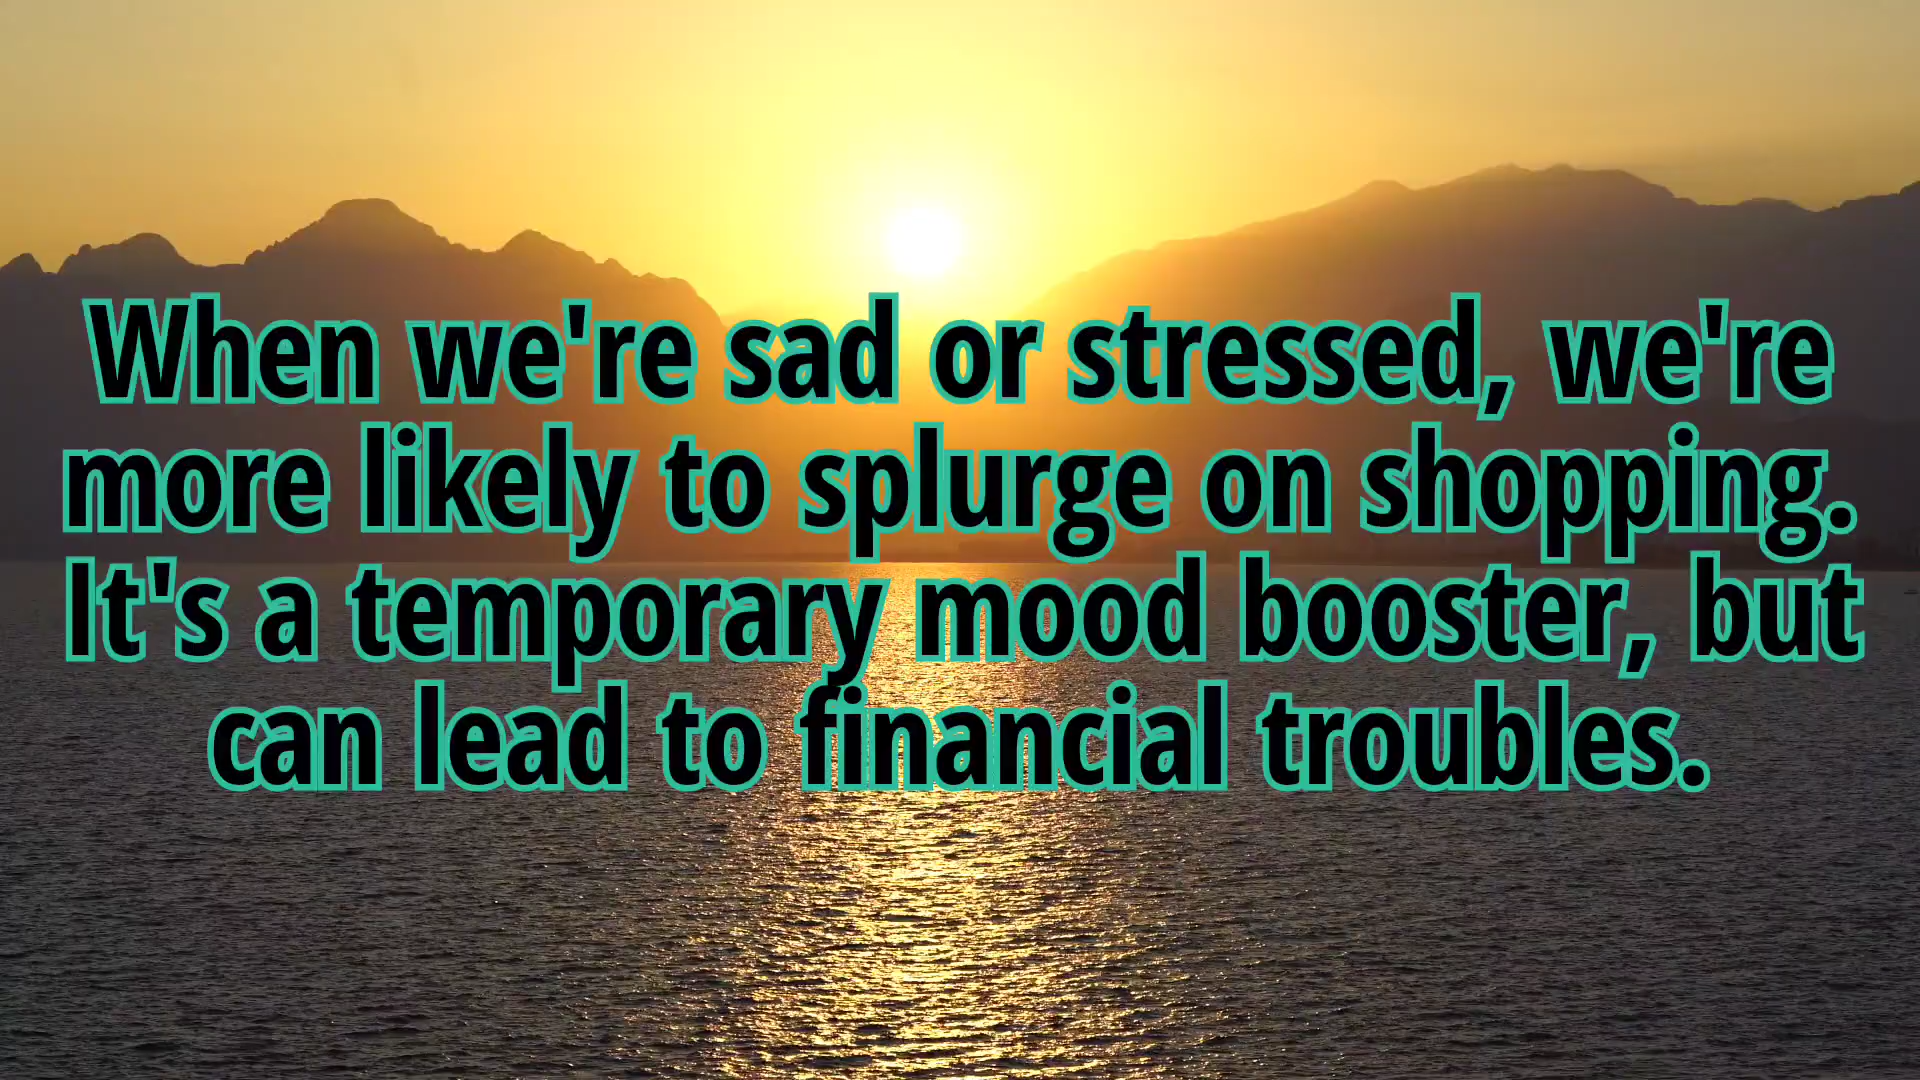 When we're sad or stressed, we're
more likely to splurge on shopping.
It's a temporary mood booster, but
can lead to financial troubles.